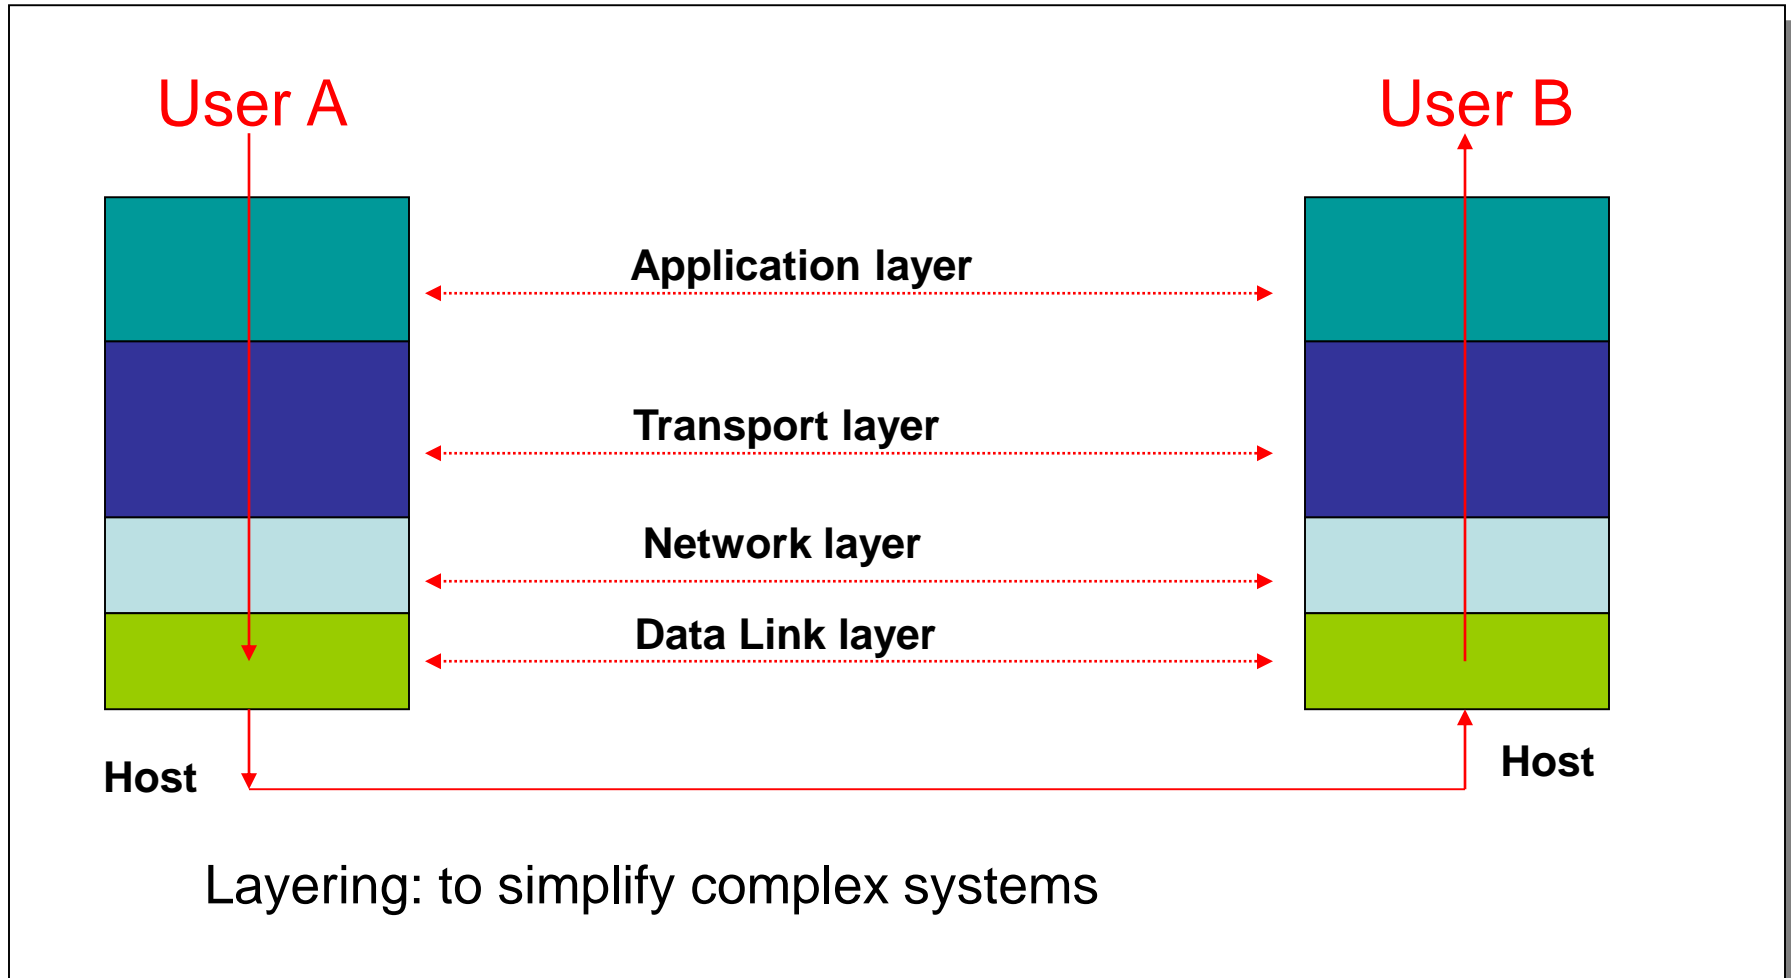 User A
User B
Application layer
Transport layer
Network layer
Data Link layer
Host
Host
Layering: to simplify complex systems